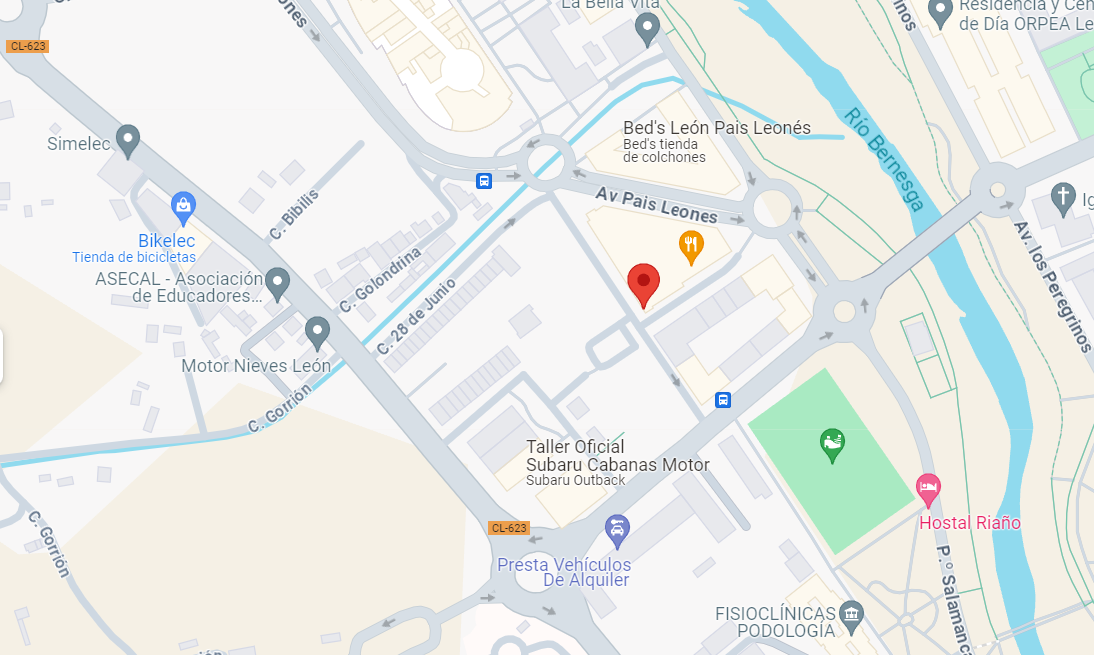 La Bella Vita
Residencia y Cen
de Día ORPEA Le
CL-623
Simelec
Bed's León Pais Leonés
Bed's tienda
de colchones
Río Bernesga
Av Pais Leones
C. Bibilis
Bikelec
Tienda de bicicletas
ASECAL - Asociación
de Educadores...
C. Golondrina
C. 28 de Junio
Av. los Peregrinos
Motor Nieves León
C. Gorrión
Taller Oficial
Subaru Cabanas Motor
Subaru Outback
CL-623
C. Gorrión
Presta Vehículos
De Alquiler
Hostal Riaño
P.º Salamanca
FISIOCLÍNICAS
PODOLOGÍA